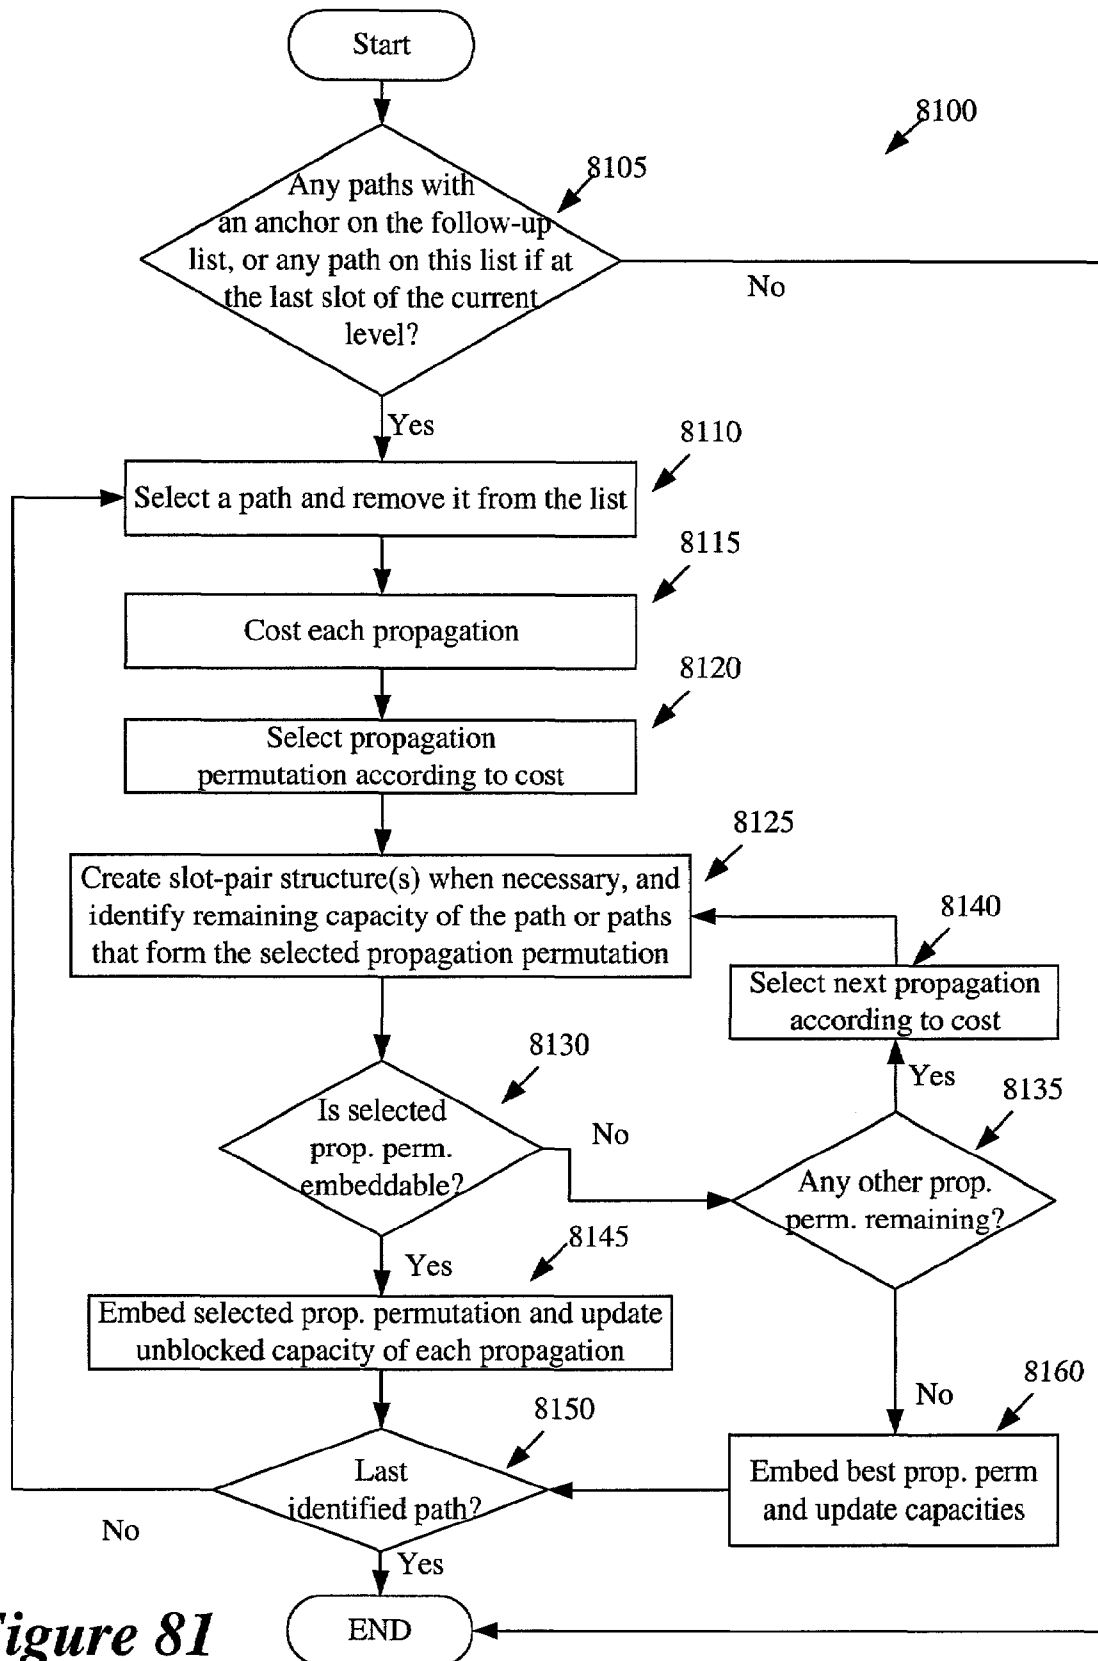 Start
8100
8105
Any paths with
an anchor on the follow-up
list, or any path on this list if at
the last slot of the current
level?
No
Yes
8110
Select a path and remove it from the list
8115
Cost each propagation
8120
Select propagation
permutation according to cost
8125
Create slot-pair structure(s) when necessary, and
identify remaining capacity of the path or paths
that form the selected propagation permutation
8140
Select next propagation
according to cost
8130
Is selected
prop. perm.
embeddable?
No
Yes
8135
Any other prop.
perm. remaining?
Yes
8145
Embed selected prop. permutation and update
unblocked capacity of each propagation
No
8160
Embed best prop. perm
and update capacities
8150
Last
identified path?
No
Yes
END
Figure 81